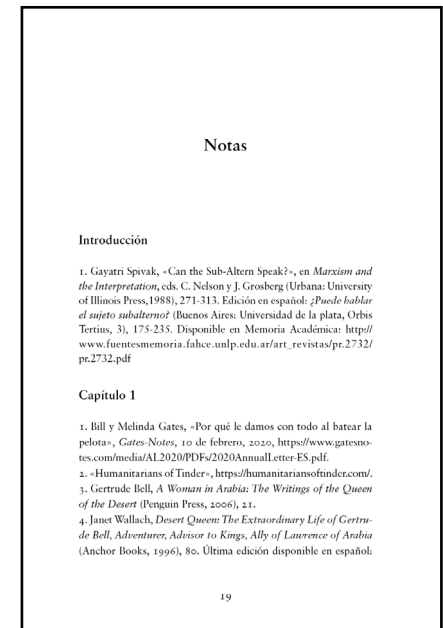 Notas
Introducción
1. Gayatri Spivak, «Can the Sub-Altern Speak?», en Marxism and
the Interpretation, eds. C. Nelson y J. Grosberg (Urbana: University
of Illinois Press,1988), 271-313. Edición en español: ¿Puede hablar
el sujeto subalterno? (Buenos Aires: Universidad de la plata, Orbis
Tertius, 3), 175-235. Disponible en Memoria Académica: http://
www.fuentesmemoria.fahce.unlp.edu.ar/art_revistas/pr.2732/
pr.2732.pdf
Capítulo 1
1. Bill y Melinda Gates, «Por qué le damos con todo al batear la
pelota», Gates-Notes, 10 de febrero, 2020, https://www.gatesno-
tes.com/media/AL2020/PDFs/2020AnnualLetter-ES.pdf.
2. «Humanitarians of Tinder», https://humanitariansoftinder.com/.
3. Gertrude Bell, A Woman in Arabia: The Writings of the Queen
of the Desert (Penguin Press, 2006), 21.
4. Janet Wallach, Desert Queen: The Extraordinary Life of Gertru-
de Bell, Adventurer, Advisor to Kings, Ally of Lawrence of Arabia
(Anchor Books, 1996), 80. Última edición disponible en español:
19